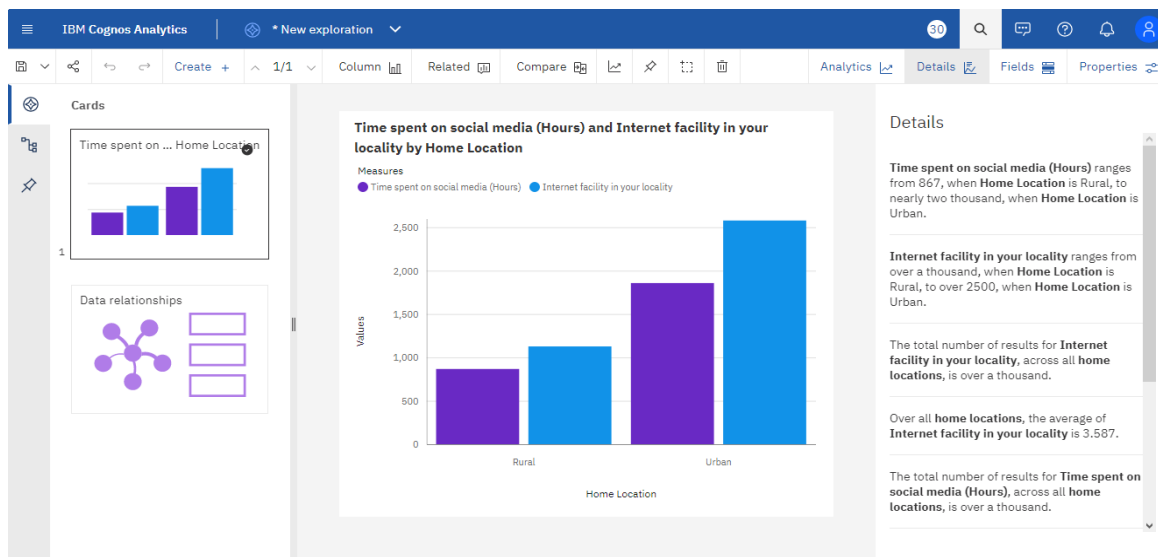 IBM Cognos Analytics
* New exploration
30
Create +
1/1
Column
Related
Compare
Analytics
Details
Fields
Properties
Cards
Time spent on ... Home Location
1
Data relationships
Time spent on social media (Hours) and Internet facility in your
locality by Home Location
Measures
Time spent on social media (Hours)
Internet facility in your locality
Values
2,500
2,000
1,500
1,000
500
0
Rural
Urban
Home Location
Details
Time spent on social media (Hours) ranges
from 867, when Home Location is Rural, to
nearly two thousand, when Home Location is
Urban.
Internet facility in your locality ranges from
over a thousand, when Home Location is
Rural, to over 2500, when Home Location is
Urban.
The total number of results for Internet
facility in your locality, across all home
locations, is over a thousand.
Over all home locations, the average of
Internet facility in your locality is 3.587.
The total number of results for Time spent on
social media (Hours), across all home
locations, is over a thousand.